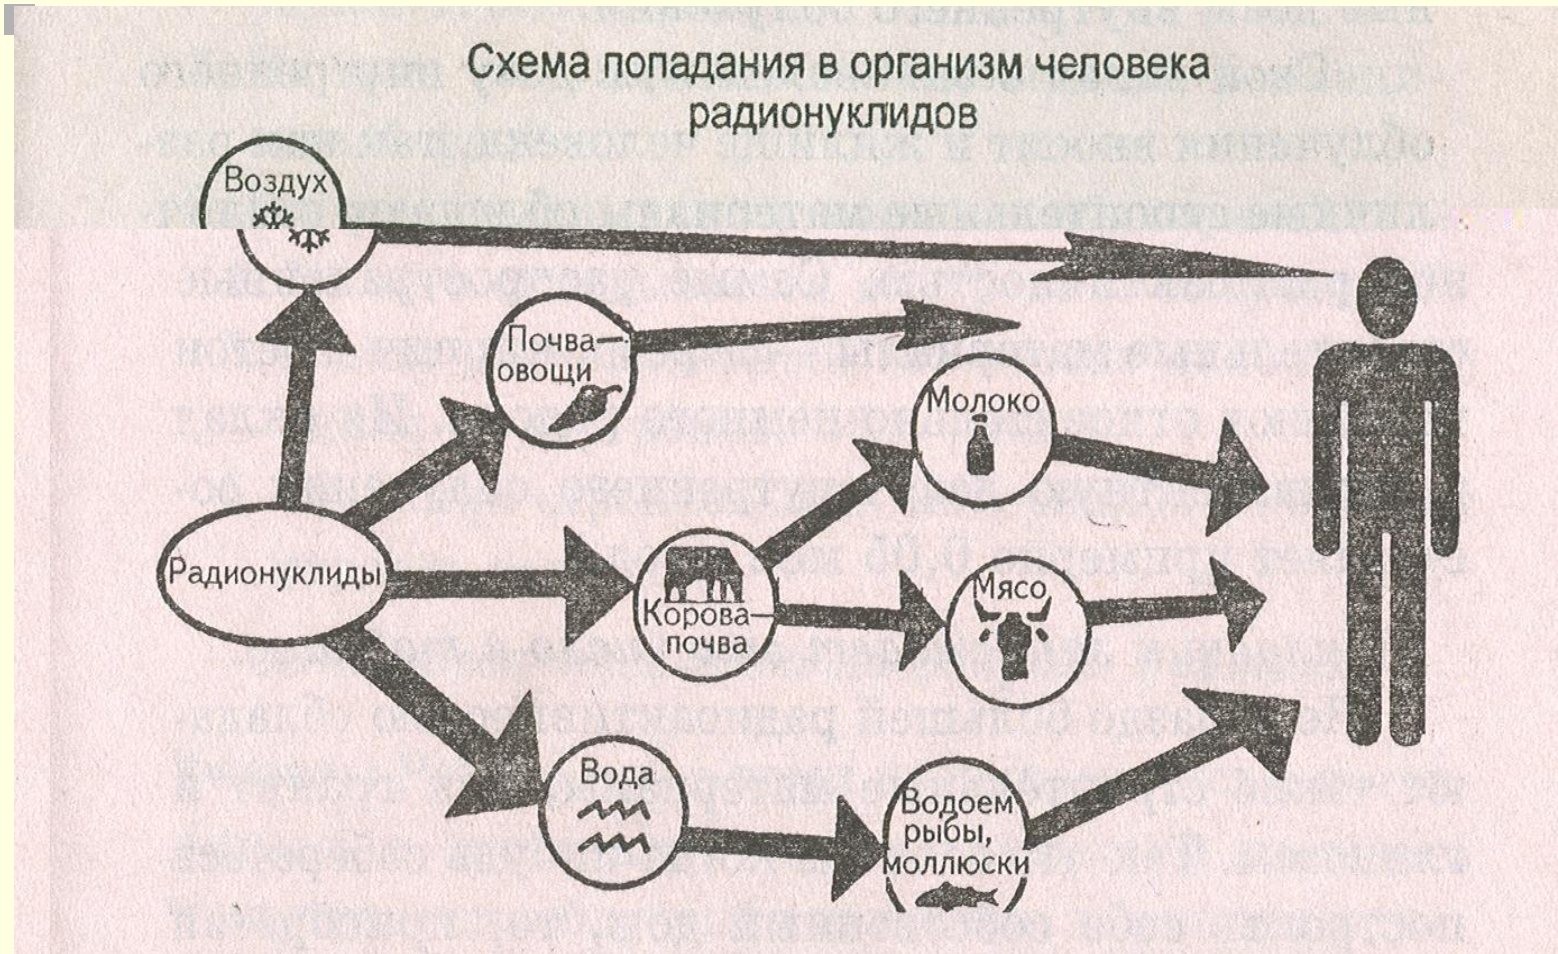 Схема попадания в организм человека
радионуклидов
Воздух
Почва—
овощи
Молоко
Радионуклиды
Корова—
почва
Мясо
Вода
Водоем
рыбы,
моллюски